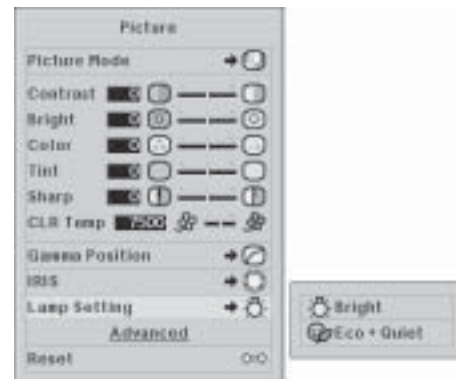 Picture
Picture Mode
Contrast 0
Bright 0
Color 0
Tint 0
Sharp 0
CLR Temp 7500
Gamma Position
IRIS
Lamp Setting
Advanced
Reset
Bright
Eco + Quiet